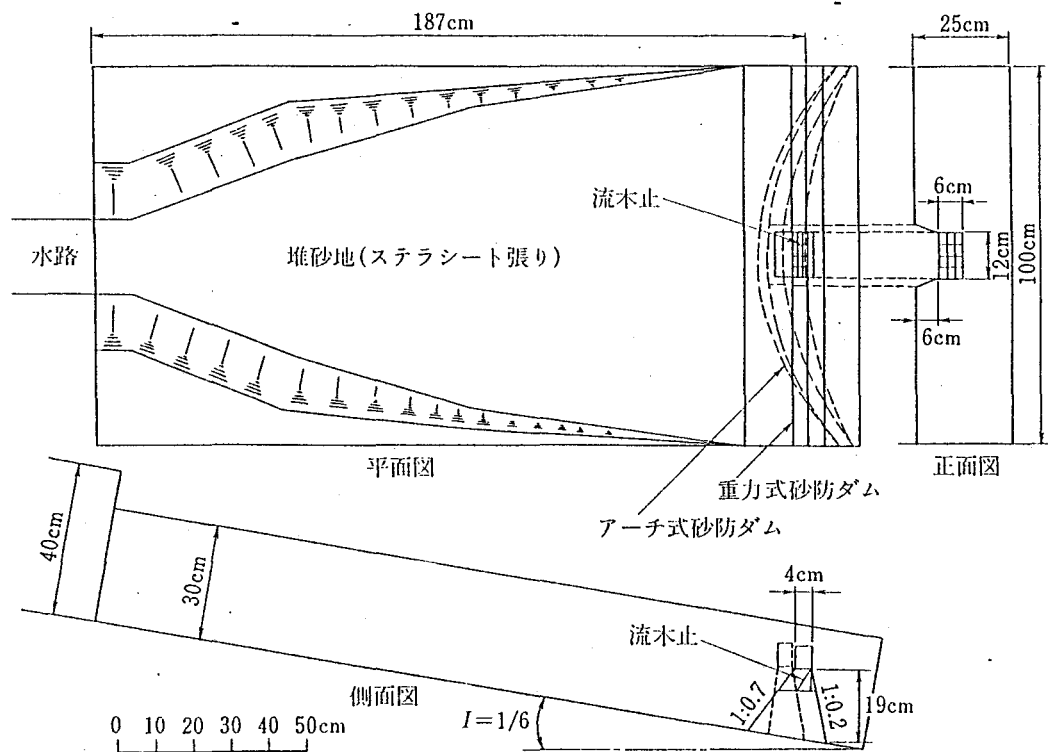 187cm
25cm
流木止
6cm
水路
堆砂地(ステラシート張り)
12cm
100cm
6cm
平面図
正面図
重力式砂防ダム
アーチ式砂防ダム
40cm
30cm
4cm
流木止
1:0.7
1:0.2
19cm
側面図
I=1/6
0 10 20 30 40 50cm